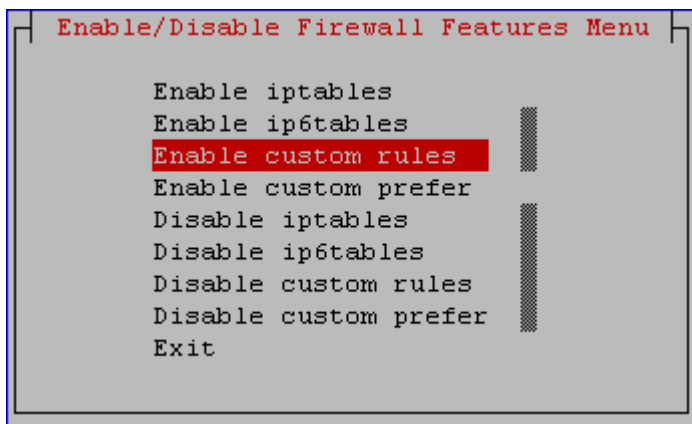 Enable/Disable Firewall Features Menu
Enable iptables
Enable ip6tables
Enable custom rules
Enable custom prefer
Disable iptables
Disable ip6tables
Disable custom rules
Disable custom prefer
Exit